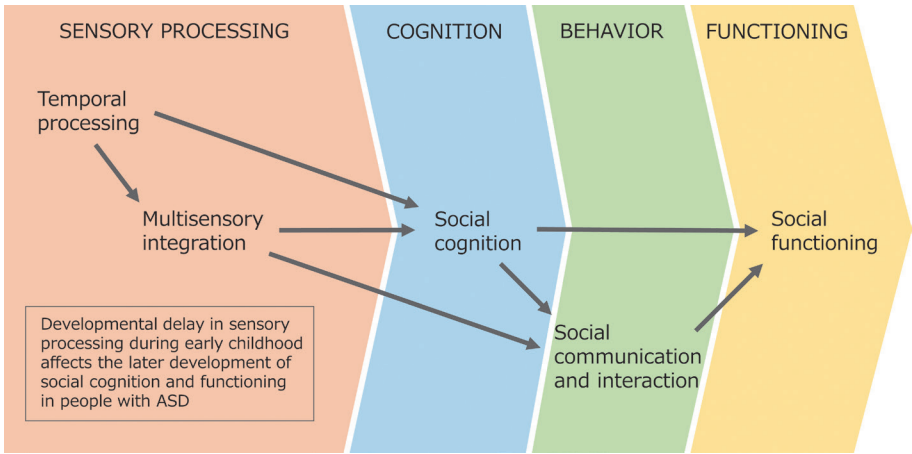 SENSORY PROCESSING
COGNITION
BEHAVIOR
FUNCTIONING
Temporal
processing
Multisensory
integration
Social
cognition
Social
functioning
Social
communication
and interaction
Developmental delay in sensory
processing during early childhood
affects the later development of
social cognition and functioning
in people with ASD